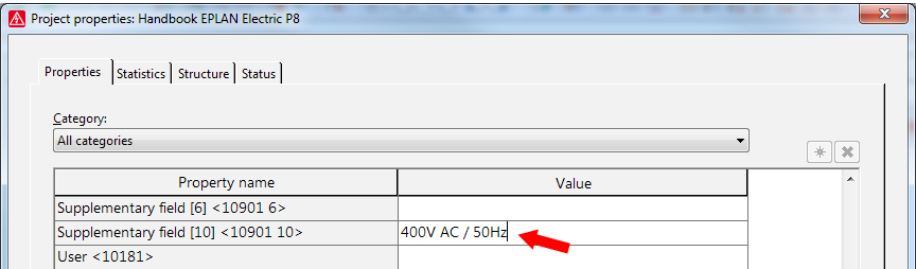 Project properties: Handbook EPLAN Electric P8
Properties Statistics Structure Status
Category:
All categories
Property name Value
Supplementary field [6] <10901 6>
Supplementary field [10] <10901 10> 400V AC / 50Hz
User <10181>